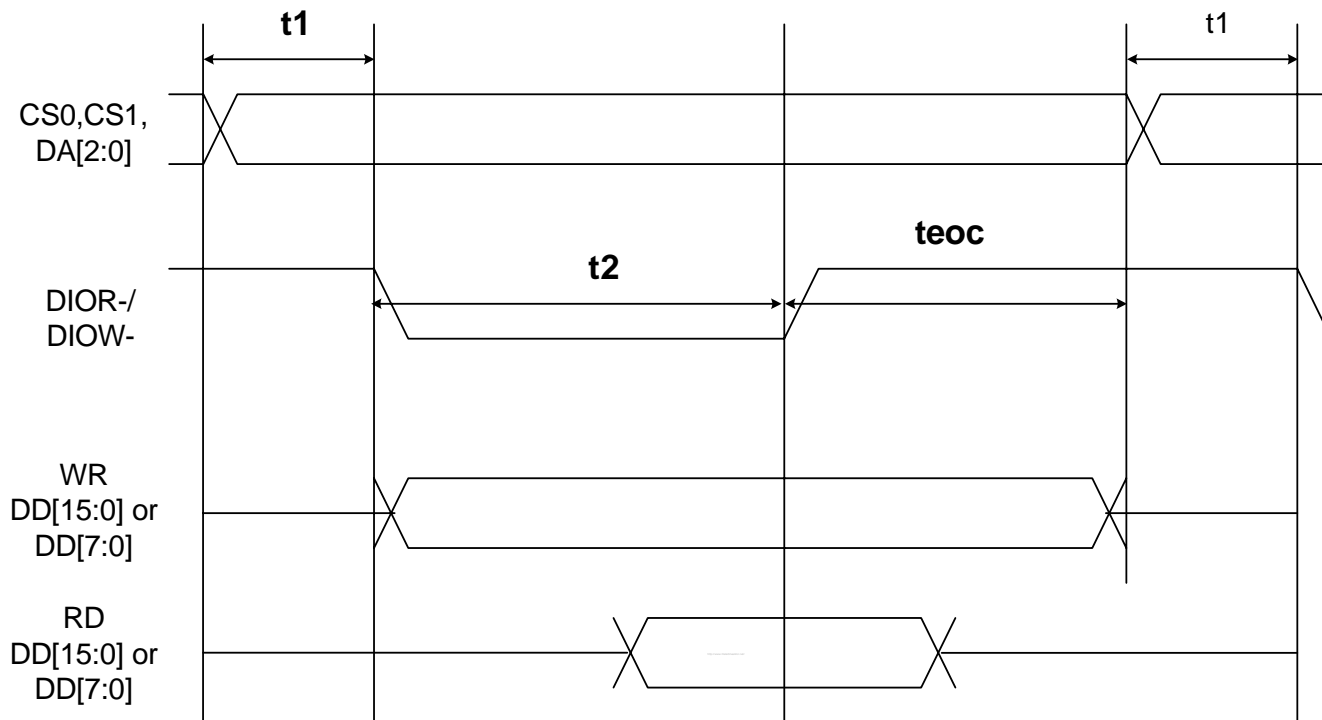 t1
t1
CS0,CS1,
DA[2:0]
teoc
t2
DIOR-/
DIOW-
WR
DD[15:0] or
DD[7:0]
RD
DD[15:0] or
DD[7:0]